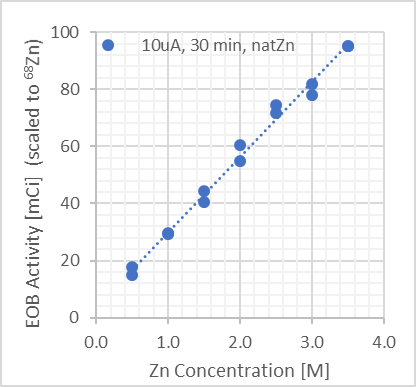 10uA, 30 min, natZn
EOB Activity [mCi] (scaled to ⁶⁸Zn)
100
80
60
40
20
0
0.0 1.0 2.0 3.0 4.0
Zn Concentration [M]